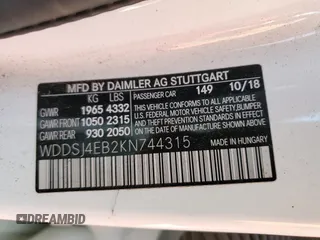 MFD. BY DAIMLER AG STUTTGART
KG LBS PASSENGER CAR 149 10/18
GVWR 1965 4332
GAWR FRONT 1050 2315
GAWR REAR 930 2050
THIS VEHICLE CONFORMS TO ALL APPLICABLE
FEDERAL MOTOR VEHICLE SAFETY, BUMPER
AND THEFT PREVENTION STANDARDS IN EFFECT
ON THE DATE OF MANUFACTURE SHOWN ABOVE.
WDDSJ4EB2KN744315
MADE IN HUNGARY
DREAMBID